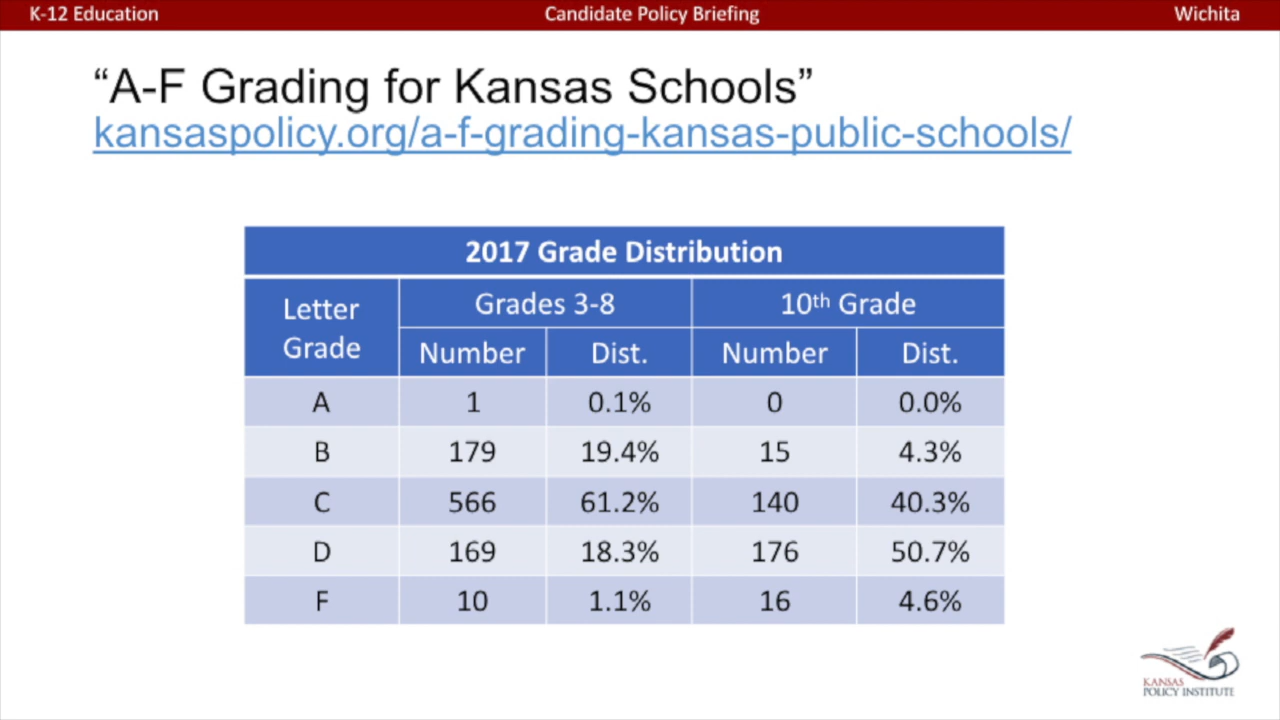 K-12 Education Candidate Policy Briefing Wichita
“A-F Grading for Kansas Schools”
kansaspolicy.org/a-f-grading-kansas-public-schools/
2017 Grade Distribution
Letter Grade Grades 3-8 10th Grade
Number Dist. Number Dist.
A 1 0.1% 0 0.0%
B 179 19.4% 15 4.3%
C 566 61.2% 140 40.3%
D 169 18.3% 176 50.7%
F 10 1.1% 16 4.6%
KANSAS
POLICY INSTITUTE